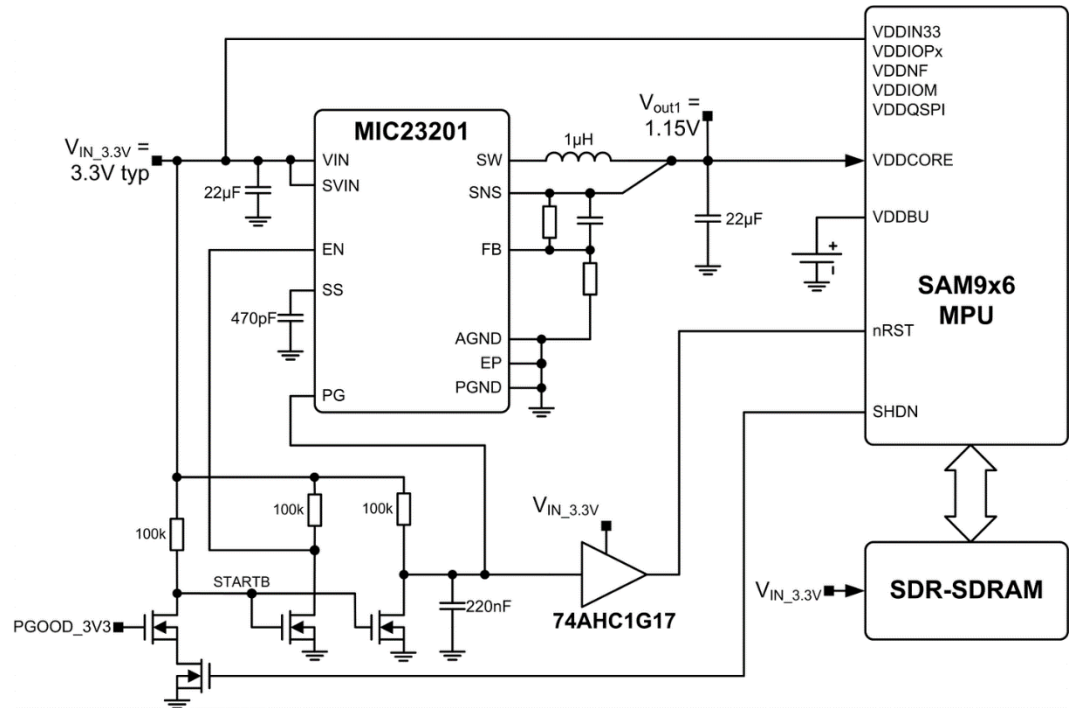 VDDIN33
VDDIOPx
VDDNF
VDDIOM
VDDQSPI
VDDCORE
VDDBU
SAM9x6
MPU
nRST
SHDN
MIC23201
VIN
SVIN
EN
SS
PG
SW
SNS
FB
AGND
EP
PGND
VIN_3.3V =
3.3V typ
22µF
470pF
1µH
Vout1 =
1.15V
22µF
+
-
100k
100k
100k
STARTB
PGOOD_3V3
220nF
VIN_3.3V
74AHC1G17
VIN_3.3V
SDR-SDRAM